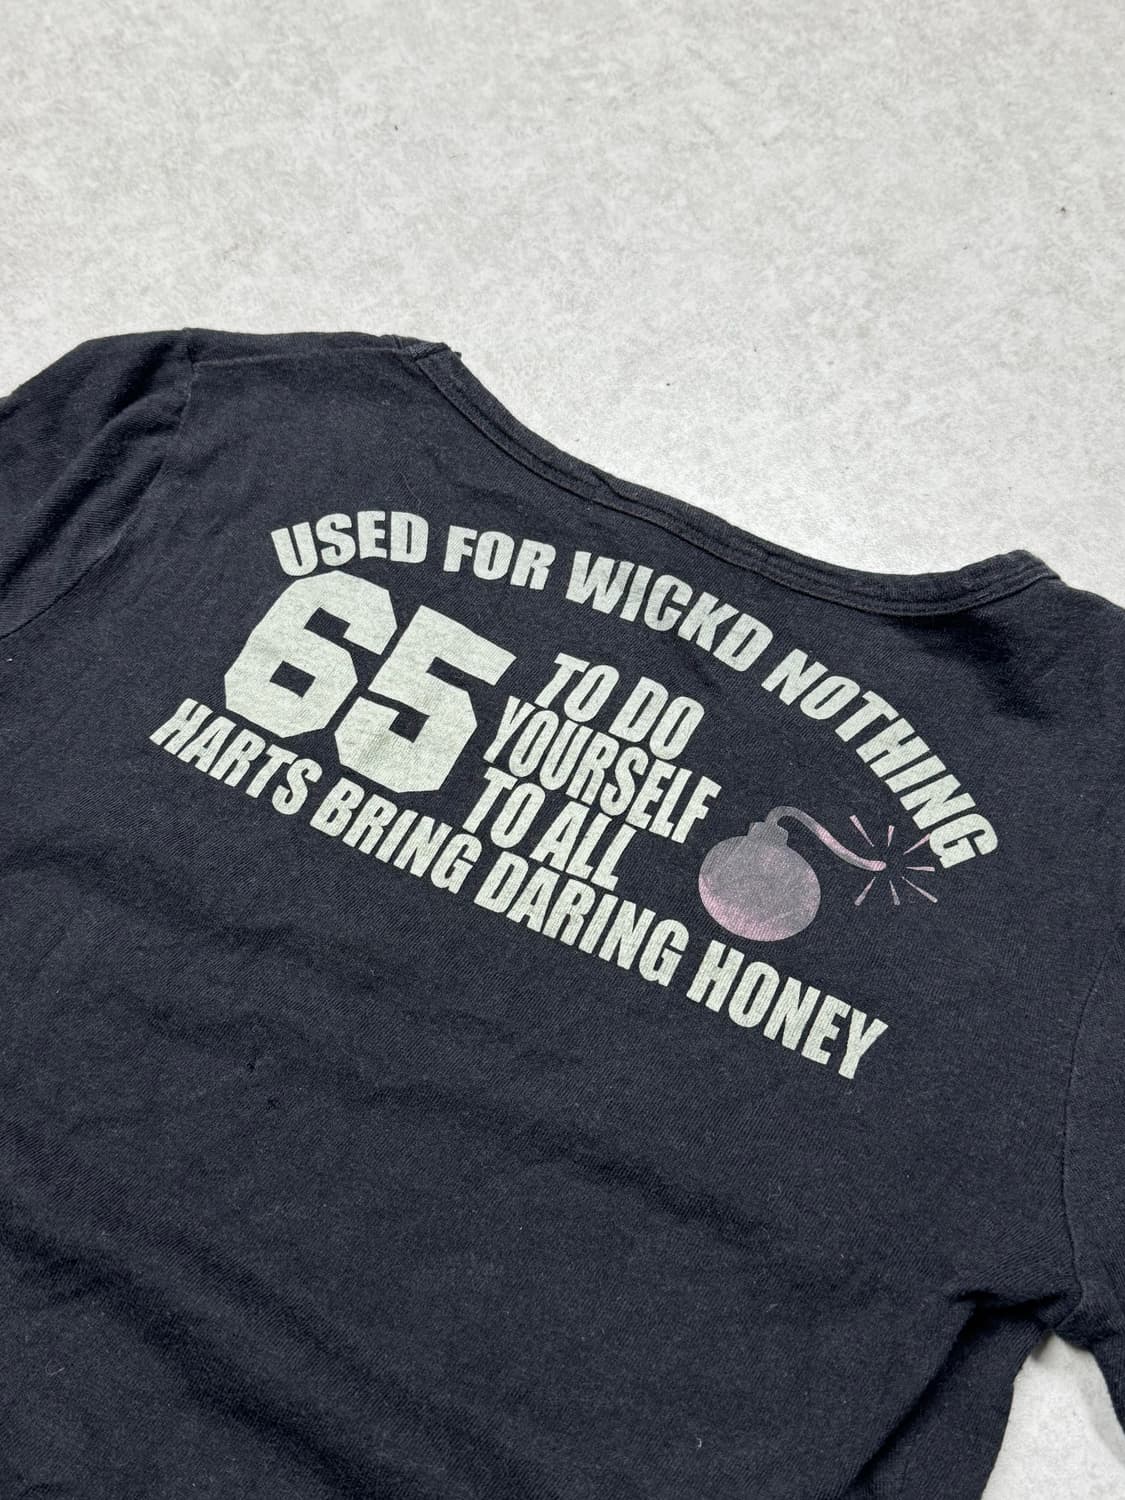 USED FOR WICKD NOTHING
65
TO DO
YOURSELF
TO ALL
HARTS BRING DARING HONEY